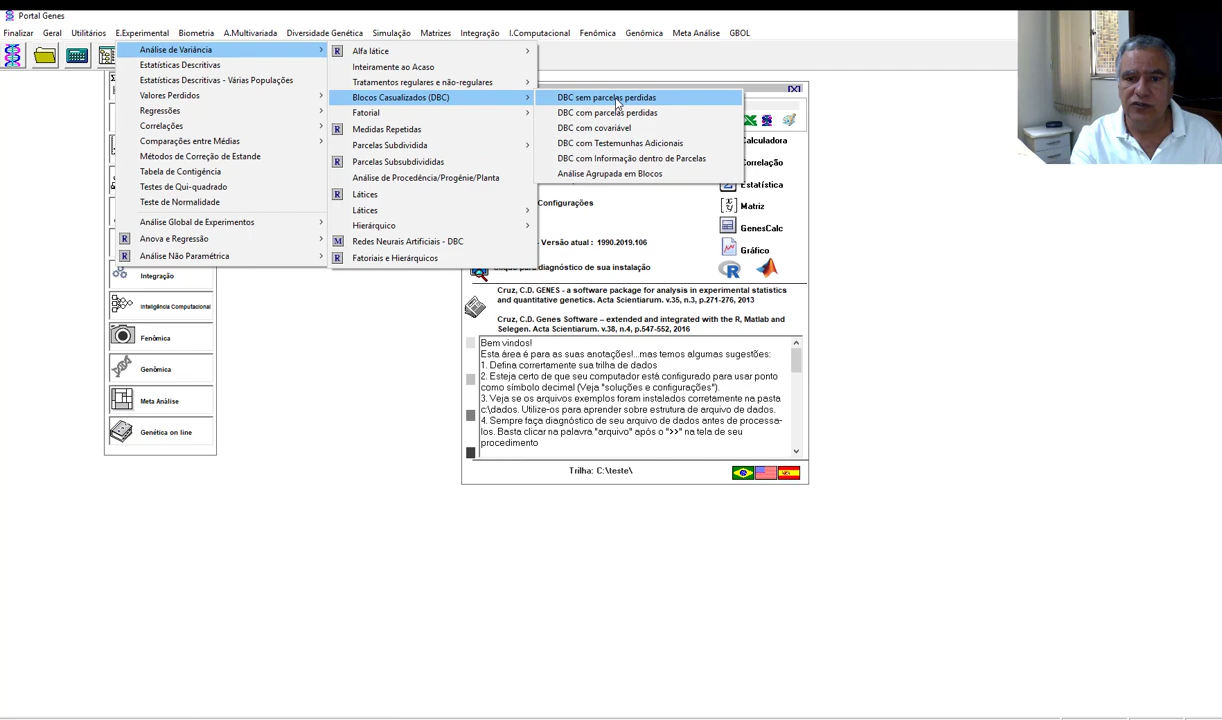 Portal Genes
Finalizar Geral Utilitários E.Experimental Biometria A.Multivariada Diversidade Genética Simulação Matrizes Integração I.Computacional Fenômica Genômica Meta Análise GBOL
Análise de Variância
Estatísticas Descritivas
Estatísticas Descritivas - Várias Populações
Valores Perdidos
Regressões
Correlações
Comparações entre Médias
Métodos de Correção de Estande
Tabela de Contigência
Testes de Qui-quadrado
Teste de Normalidade
Análise Global de Experimentos
R Anova e Regressão
R Análise Não Paramétrica
R Alfa lático
Inteiramente ao Acaso
Tratamentos regulares e não-regulares
Blocos Casualizados (DBC)
Fatorial
R Medidas Repetidas
Parcelas Subdividida
R Parcelas Subsubdivididas
Análise de Procedência/Progênie/Planta
R Látices
Látices
Hierárquico
M Redes Neurais Artificiais - DBC
R Fatoriais e Hierárquicos
DBC sem parcelas perdidas
DBC com parcelas perdidas
DBC com covariável
DBC com Testemunhas Adicionais
DBC com Informação dentro de Parcelas
Análise Agrupada em Blocos
[X]
alculadora
orrelação
Estatística
Matriz
GenesCalc
Gráfico
Configurações
Versão atual : 1990.2019.106
clique para diagnóstico de sua instalação
Cruz, C.D. GENES - a software package for analysis in experimental statistics
and quantitative genetics. Acta Scientiarum. v.35, n.3, p.271-276, 2013
Cruz, C.D. Genes Software – extended and integrated with the R, Matlab and
Selegen. Acta Scientiarum. v.38, n.4, p.547-552, 2016
Bem vindos!
Esta área é para as suas anotações!...mas temos algumas sugestões:
1. Defina corrertamente sua trilha de dados
2. Esteja certo de que seu computador está configurado para usar ponto
como símbolo decimal (Veja "soluções e configurações").
3. Veja se os arquivos exemplos foram instalados corretamente na pasta
c:\dados. Utilize-os para aprender sobre estrutura de arquivo de dados.
4. Sempre faça diagnóstico de seu arquivo de dados antes de processa-
los. Basta clicar na palavra "arquivo" após o ">>" na tela de seu
procedimento
Trilha: C:\teste\
Integração
Inteligência Computacional
Fenômica
Genômica
Meta Análise
Genética on line